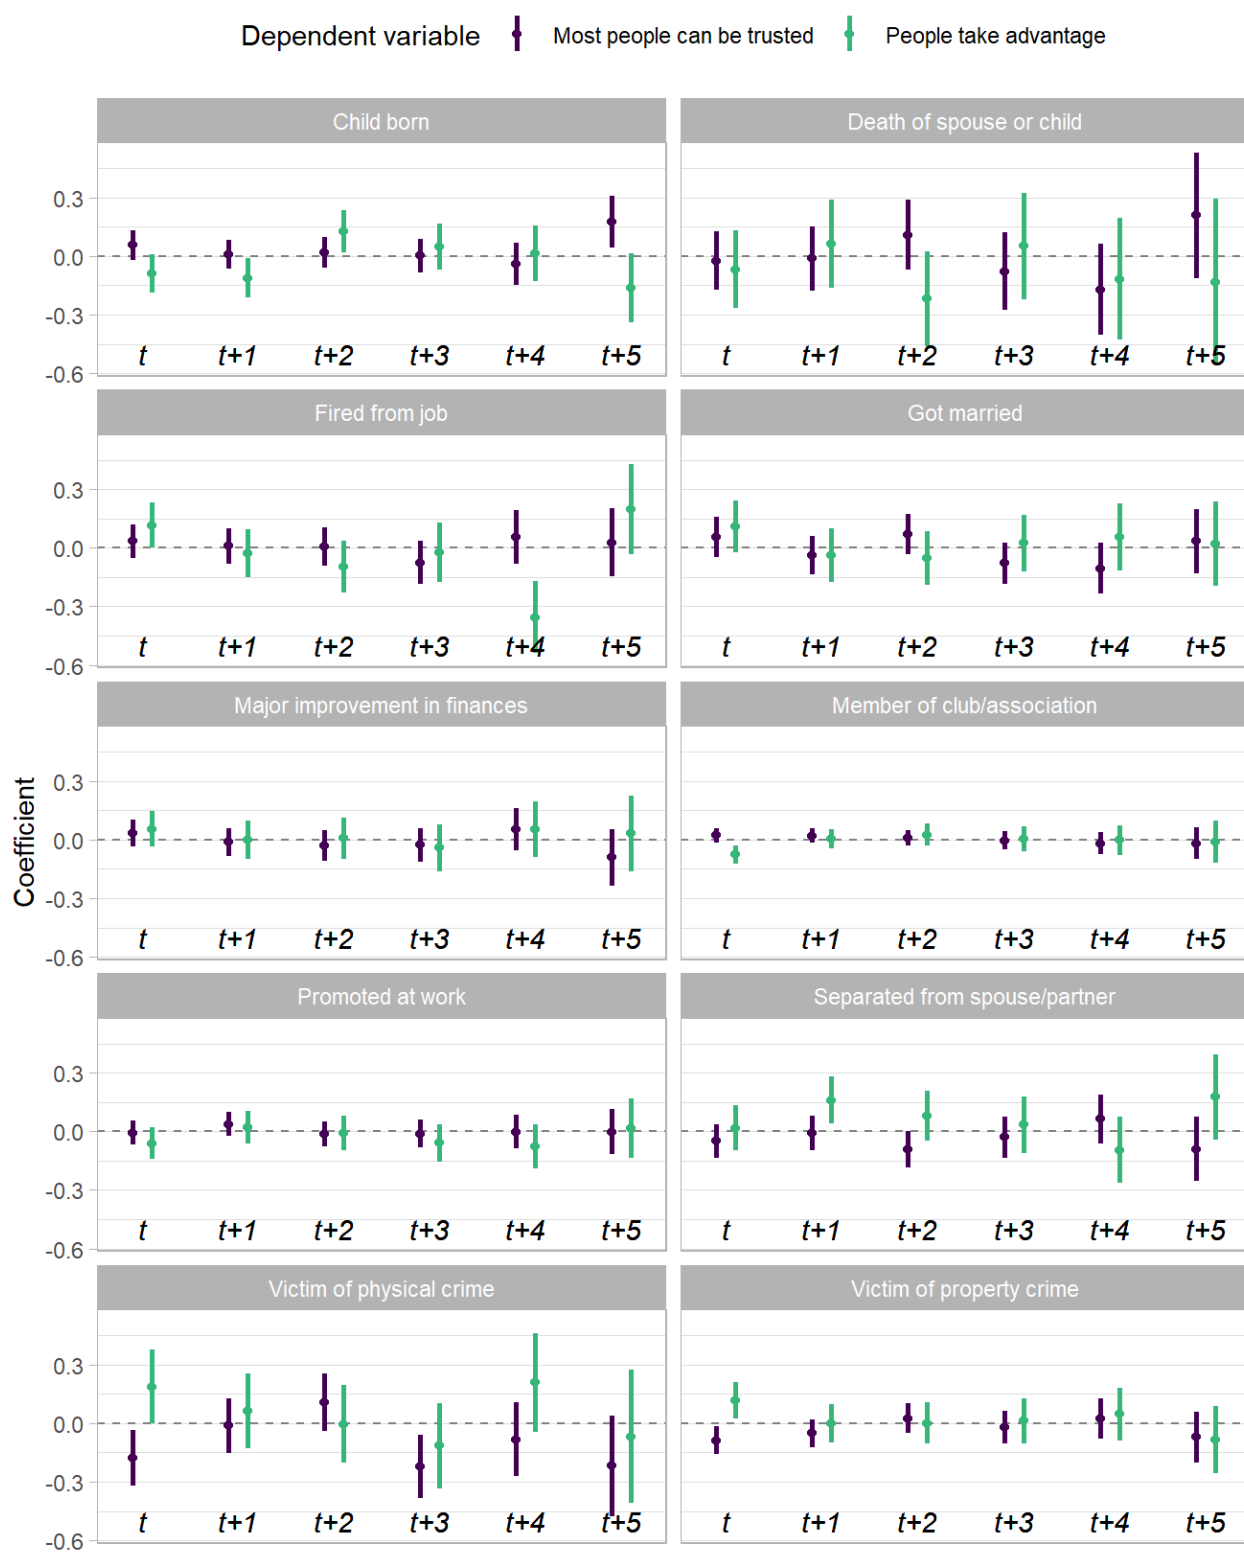 Dependent variable Most people can be trusted People take advantage
Child born Death of spouse or child
0.3
0.0
-0.3
-0.6
t t+1 t+2 t+3 t+4 t+5 t t+1 t+2 t+3 t+4 t+5
Fired from job Got married
0.3
0.0
-0.3
-0.6
t t+1 t+2 t+3 t+4 t+5 t t+1 t+2 t+3 t+4 t+5
Major improvement in finances Member of club/association
Coefficient
0.3
0.0
-0.3
-0.6
t t+1 t+2 t+3 t+4 t+5 t t+1 t+2 t+3 t+4 t+5
Promoted at work Separated from spouse/partner
0.3
0.0
-0.3
-0.6
t t+1 t+2 t+3 t+4 t+5 t t+1 t+2 t+3 t+4 t+5
Victim of physical crime Victim of property crime
0.3
0.0
-0.3
-0.6
t t+1 t+2 t+3 t+4 t+5 t t+1 t+2 t+3 t+4 t+5